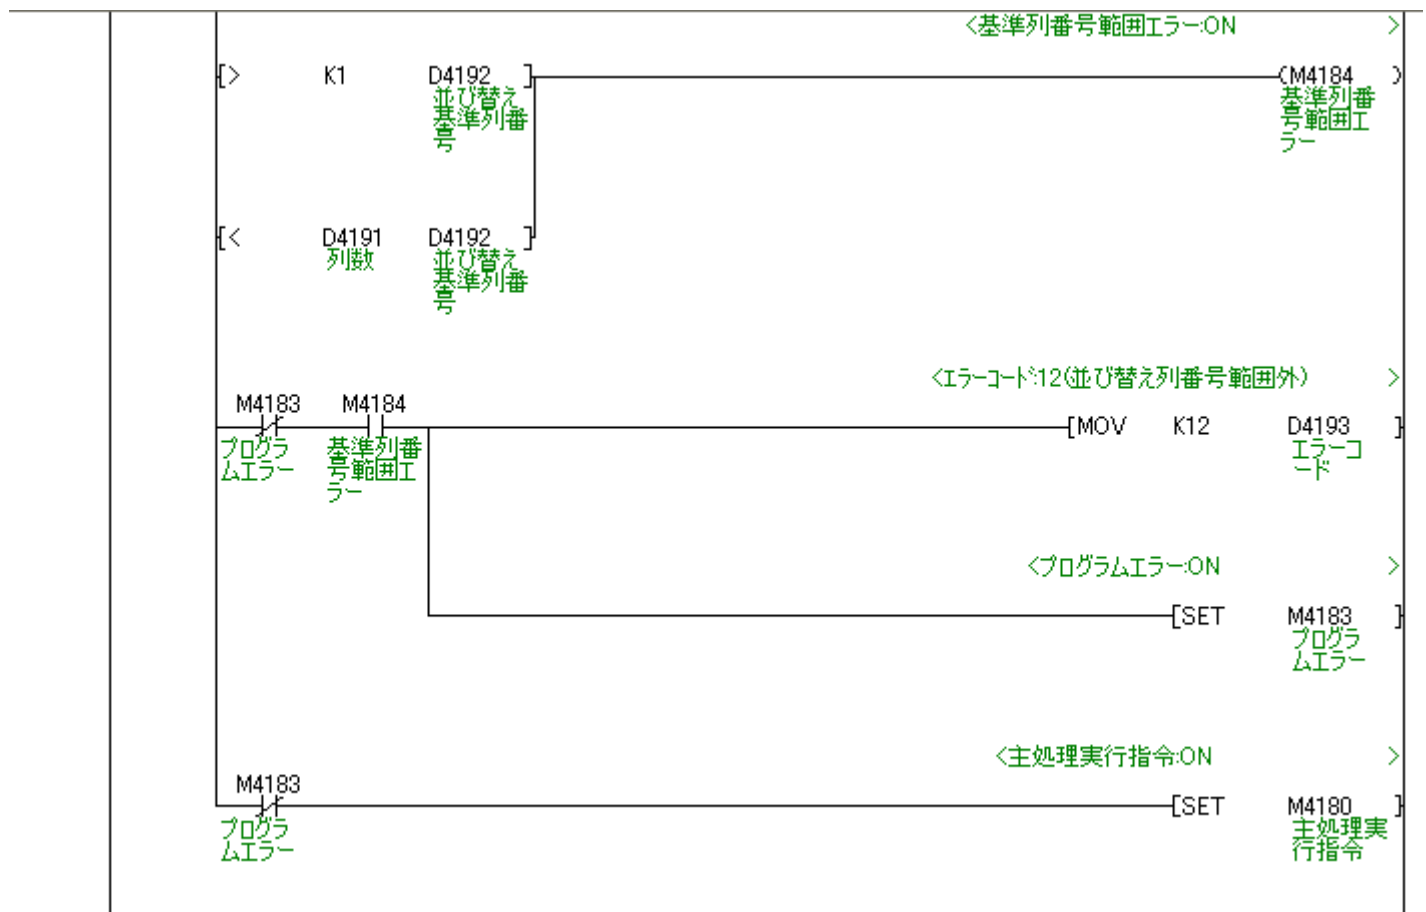 <基準列番号範囲エラー:ON >
[> K1 D4192 ] (M4184 )
並び替え
基準列番
号
基準列番
号範囲エ
ラー
[< D4191 D4192 ]
列数
並び替え
基準列番
号
<エラーコード:12(並び替え列番号範囲外) >
M4183 M4184
[MOV K12 D4193 ]
プログラ
ムエラー
基準列番
号範囲エ
ラー
エラーコ
ード
<プログラムエラー:ON >
[SET M4183 ]
プログラ
ムエラー
<主処理実行指令:ON >
M4183
[SET M4180 ]
プログラ
ムエラー
主処理実
行指令